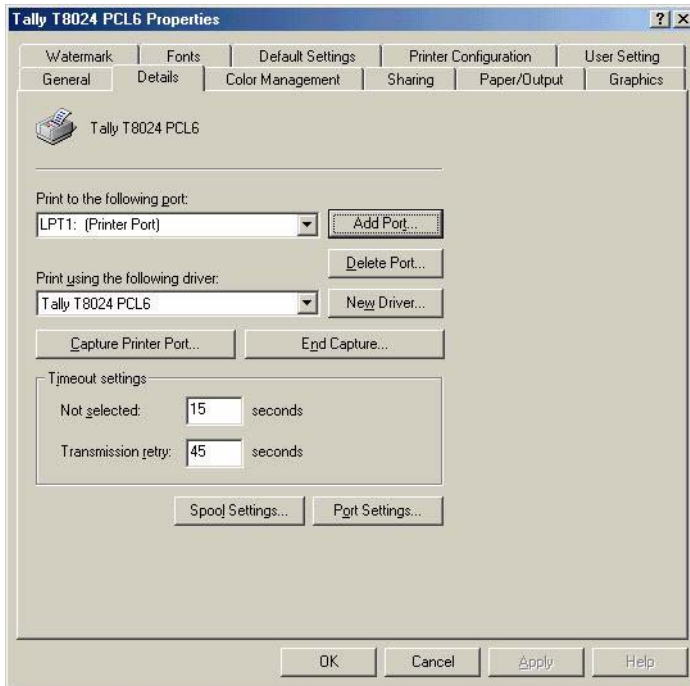 Tally T8024 PCL6 Properties
Watermark Fonts Default Settings Printer Configuration User Setting
General Details Color Management Sharing Paper/Output Graphics
Tally T8024 PCL6
Print to the following port:
LPT1: (Printer Port) Add Port...
Delete Port...
Print using the following driver:
Tally T8024 PCL6 New Driver...
Capture Printer Port... End Capture...
Timeout settings
Not selected: 15 seconds
Transmission retry: 45 seconds
Spool Settings... Port Settings...
OK Cancel Apply Help